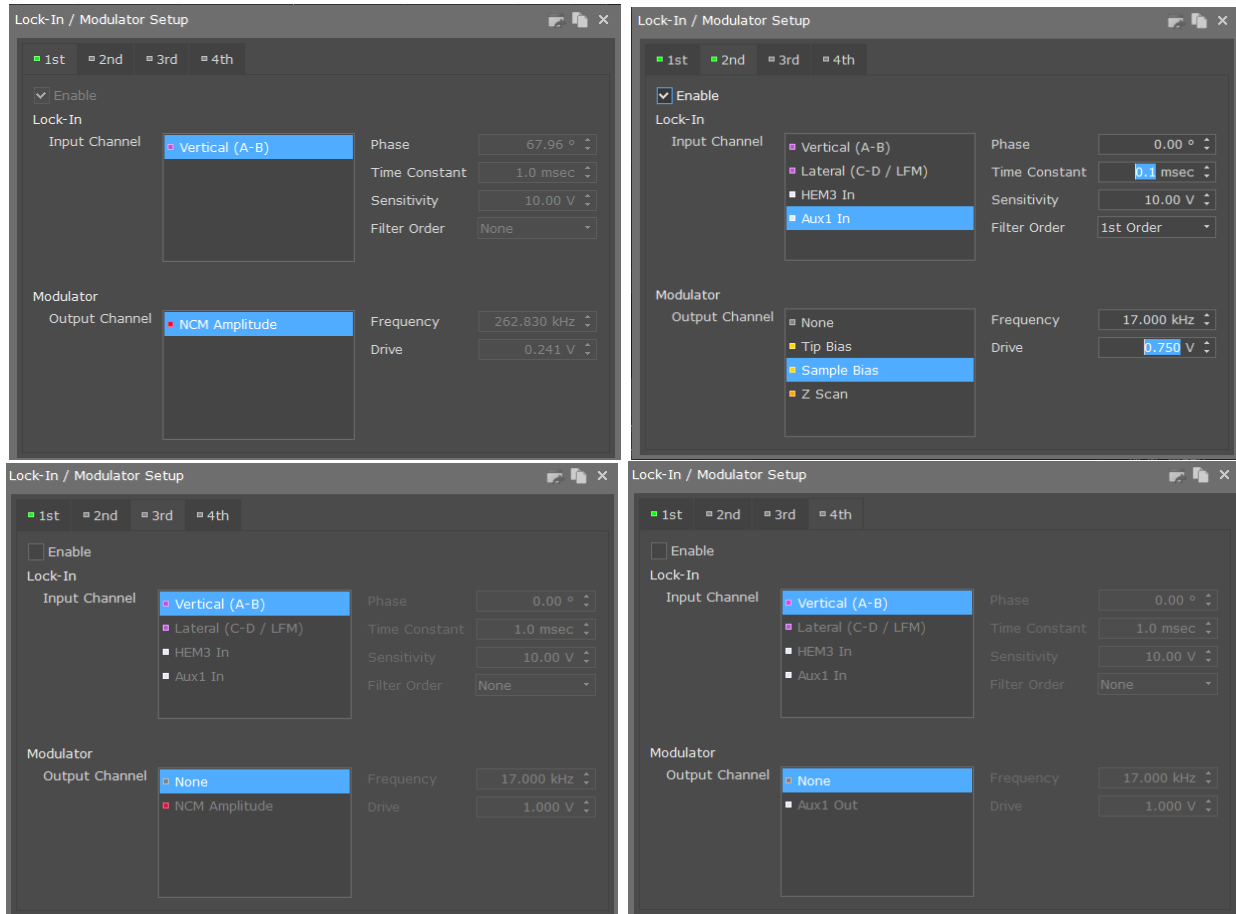 Lock-In / Modulator Setup
1st 2nd 3rd 4th
Enable
Lock-In
Input Channel
Vertical (A-B)
Phase 67.96 °
Time Constant 1.0 msec
Sensitivity 10.00 V
Filter Order None
Modulator
Output Channel
NCM Amplitude
Frequency 262.830 kHz
Drive 0.241 V
Lock-In / Modulator Setup
1st 2nd 3rd 4th
Enable
Lock-In
Input Channel
Vertical (A-B)
Lateral (C-D / LFM)
HEM3 In
Aux1 In
Phase 0.00 °
Time Constant 0.1 msec
Sensitivity 10.00 V
Filter Order 1st Order
Modulator
Output Channel
None
Tip Bias
Sample Bias
Z Scan
Frequency 17.000 kHz
Drive 0.750 V
Lock-In / Modulator Setup
1st 2nd 3rd 4th
Enable
Lock-In
Input Channel
Vertical (A-B)
Lateral (C-D / LFM)
HEM3 In
Aux1 In
Phase 0.00 °
Time Constant 1.0 msec
Sensitivity 10.00 V
Filter Order None
Modulator
Output Channel
None
NCM Amplitude
Frequency 17.000 kHz
Drive 1.000 V
Lock-In / Modulator Setup
1st 2nd 3rd 4th
Enable
Lock-In
Input Channel
Vertical (A-B)
Lateral (C-D / LFM)
HEM3 In
Aux1 In
Phase 0.00 °
Time Constant 1.0 msec
Sensitivity 10.00 V
Filter Order None
Modulator
Output Channel
None
Aux1 Out
Frequency 17.000 kHz
Drive 1.000 V